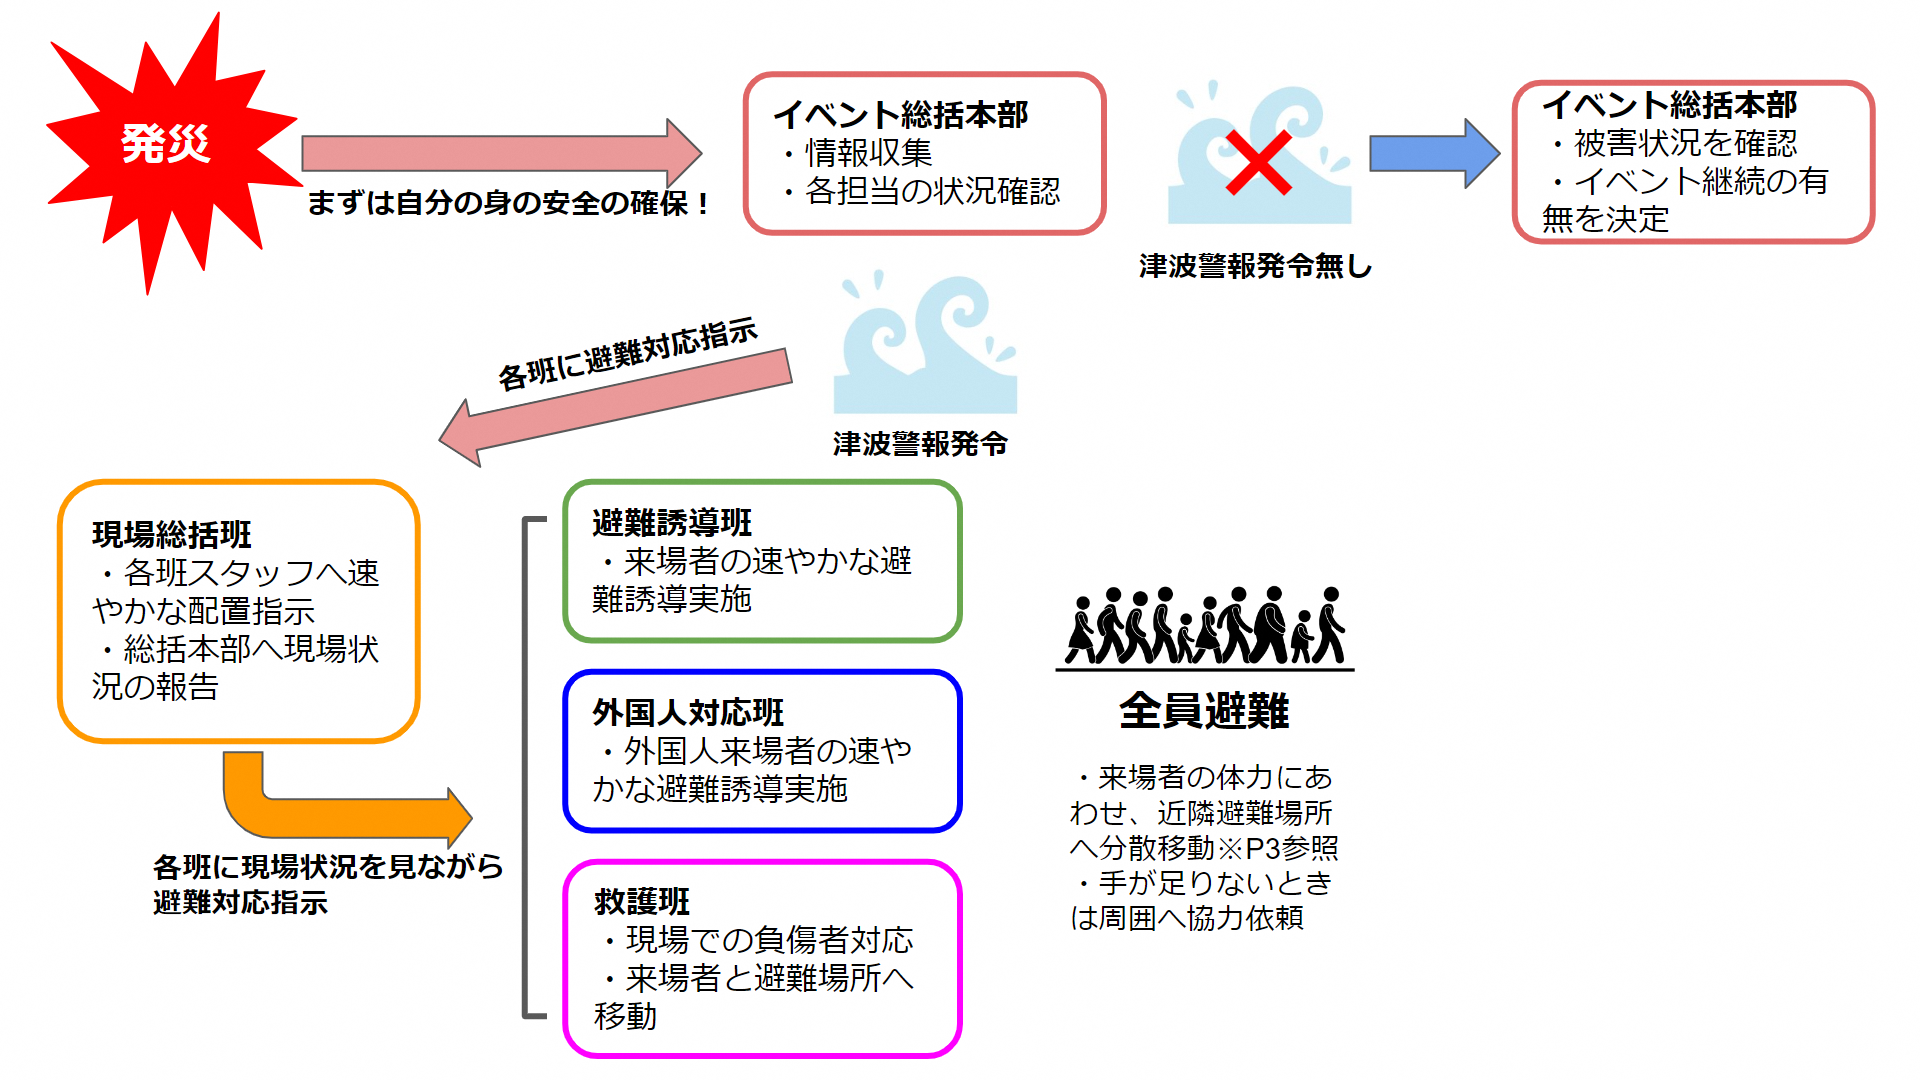 発災
まずは自分の身の安全の確保！
イベント総括本部
・情報収集
・各担当の状況確認
津波警報発令無し
イベント総括本部
・被害状況を確認
・イベント継続の有
無を決定
各班に避難対応指示
津波警報発令
現場総括班
・各班スタッフへ速
やかな配置指示
・総括本部へ現場状
況の報告
各班に現場状況を見ながら
避難対応指示
避難誘導班
・来場者の速やかな避
難誘導実施
外国人対応班
・外国人来場者の速や
かな避難誘導実施
救護班
・現場での負傷者対応
・来場者と避難場所へ
移動
全員避難
・来場者の体力にあ
わせ、近隣避難場所
へ分散移動※P3参照
・手が足りないとき
は周囲へ協力依頼